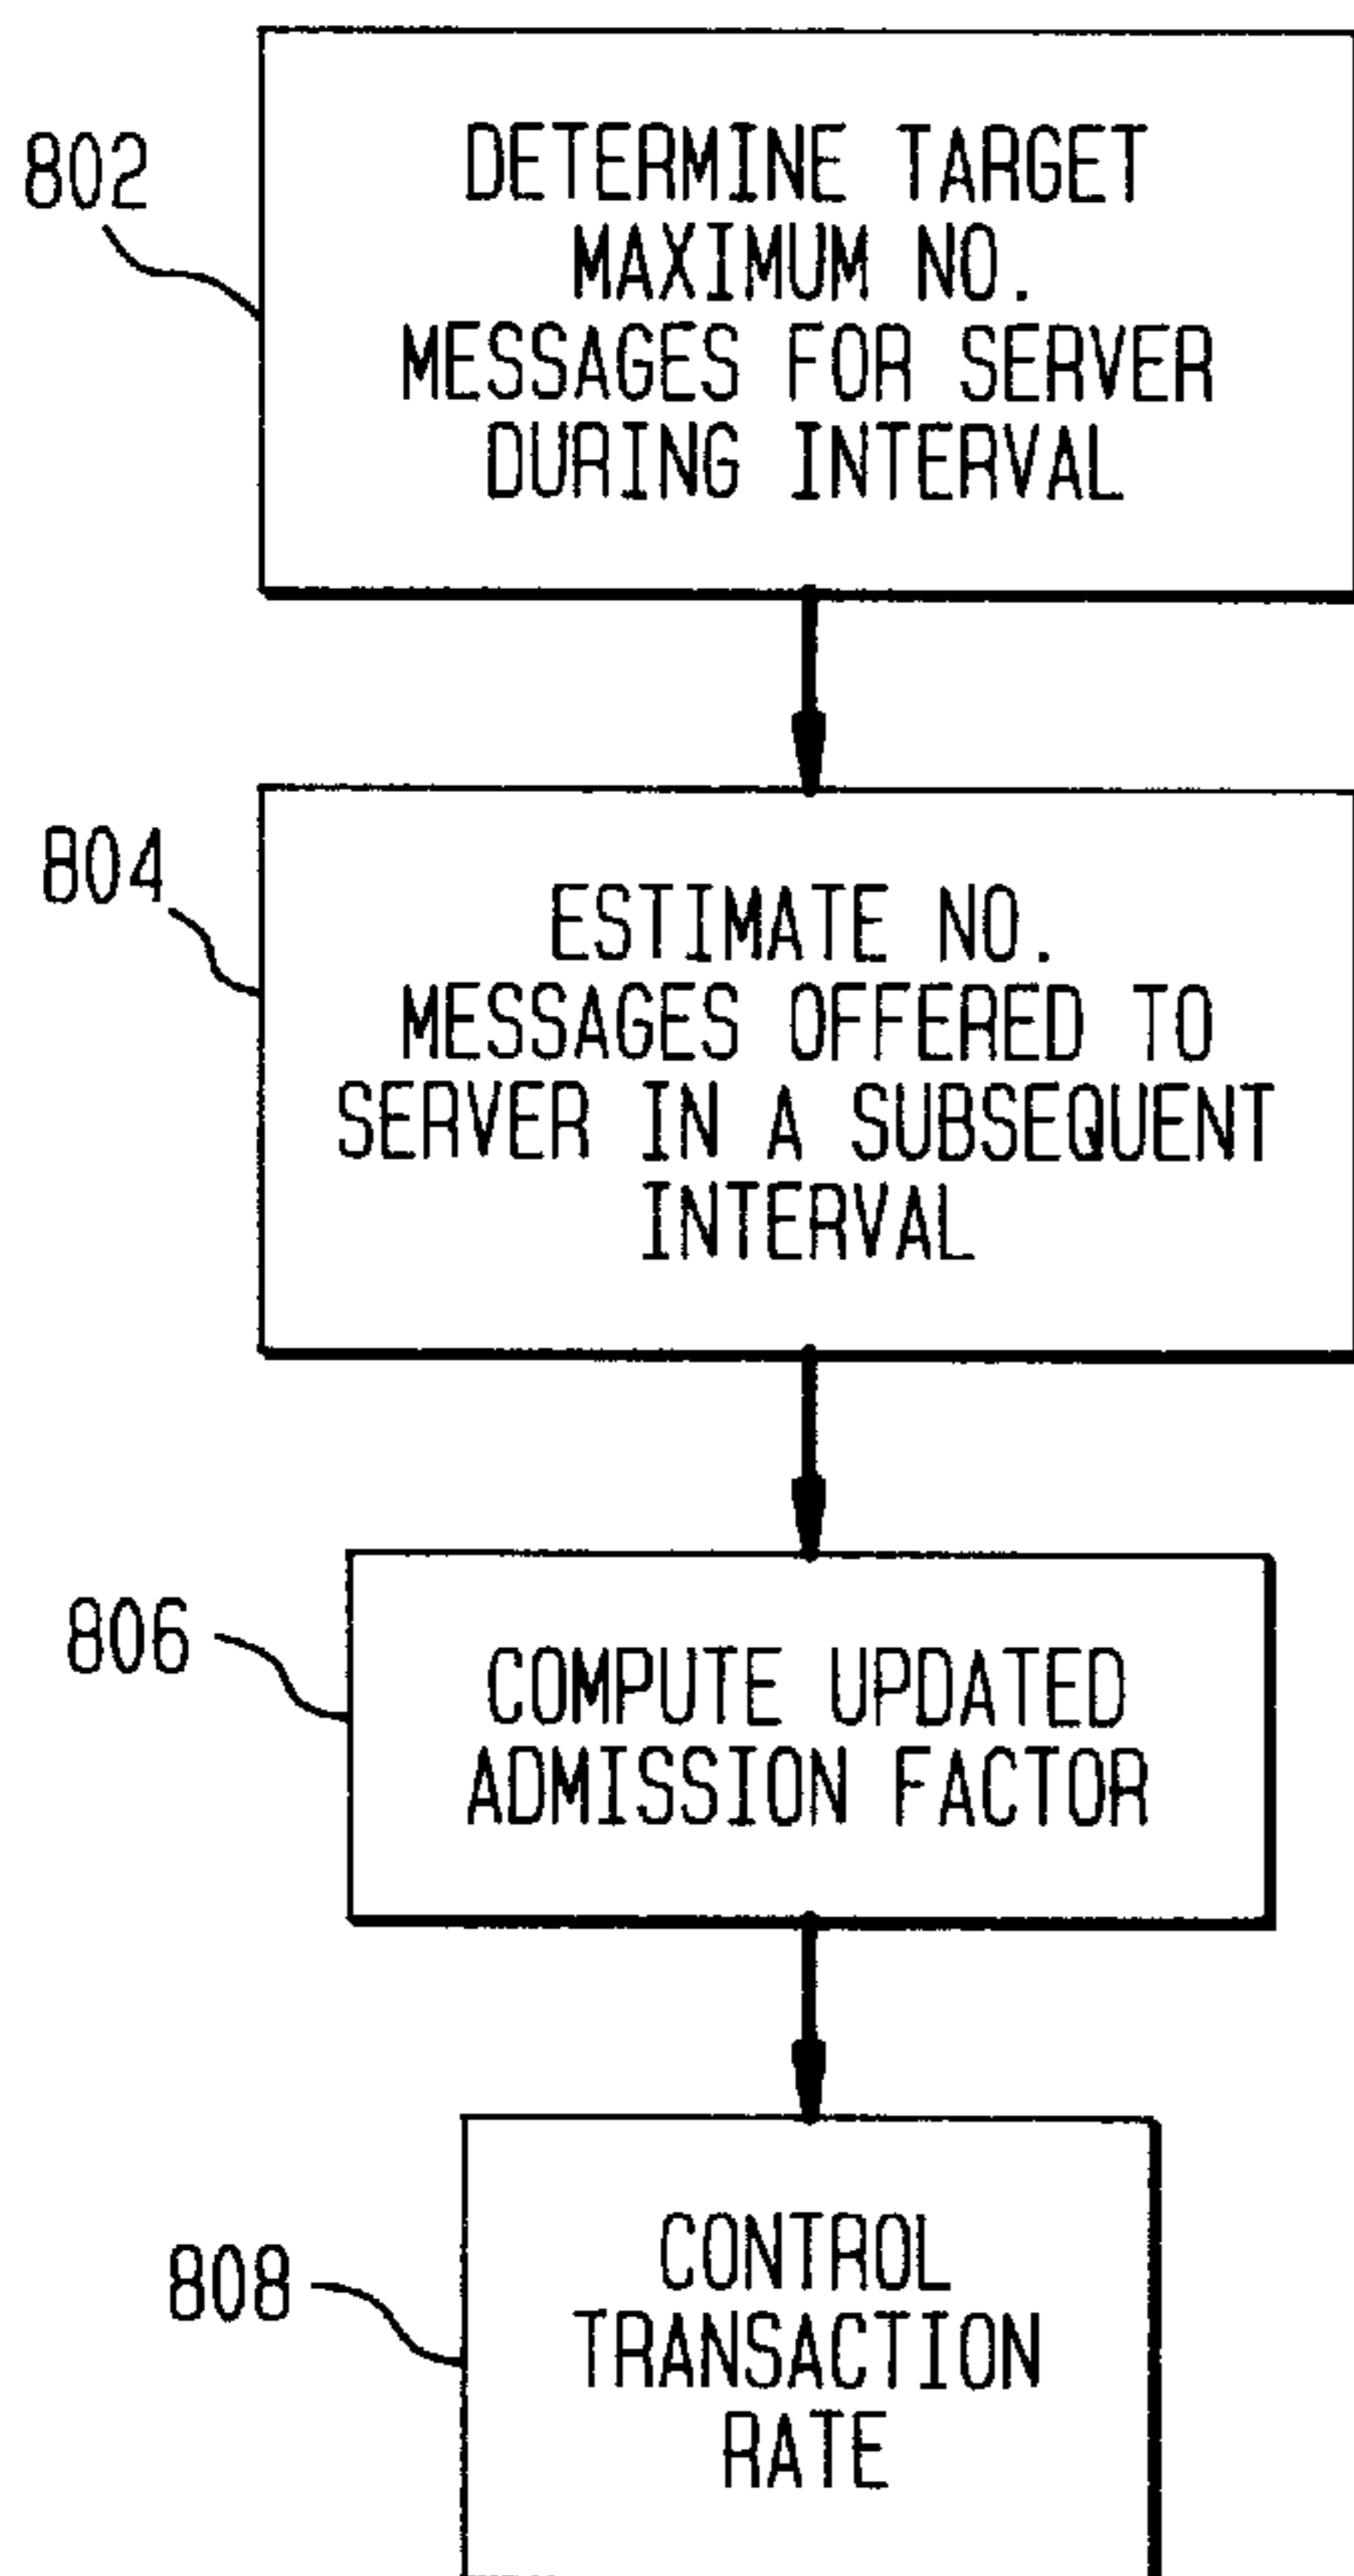 802
DETERMINE TARGET
MAXIMUM NO.
MESSAGES FOR SERVER
DURING INTERVAL
804
ESTIMATE NO.
MESSAGES OFFERED TO
SERVER IN A SUBSEQUENT
INTERVAL
806
COMPUTE UPDATED
ADMISSION FACTOR
808
CONTROL
TRANSACTION
RATE